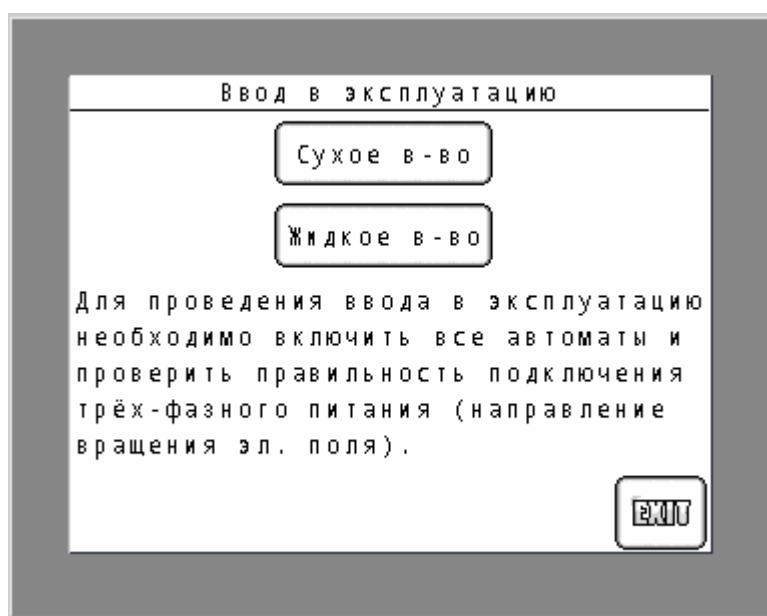 Ввод в эксплуатацию
Сухое в-во
Жидкое в-во
Для проведения ввода в эксплуатацию
необходимо включить все автоматы и
проверить правильность подключения
трёх-фазного питания (направление
вращения эл. поля).
EXIT